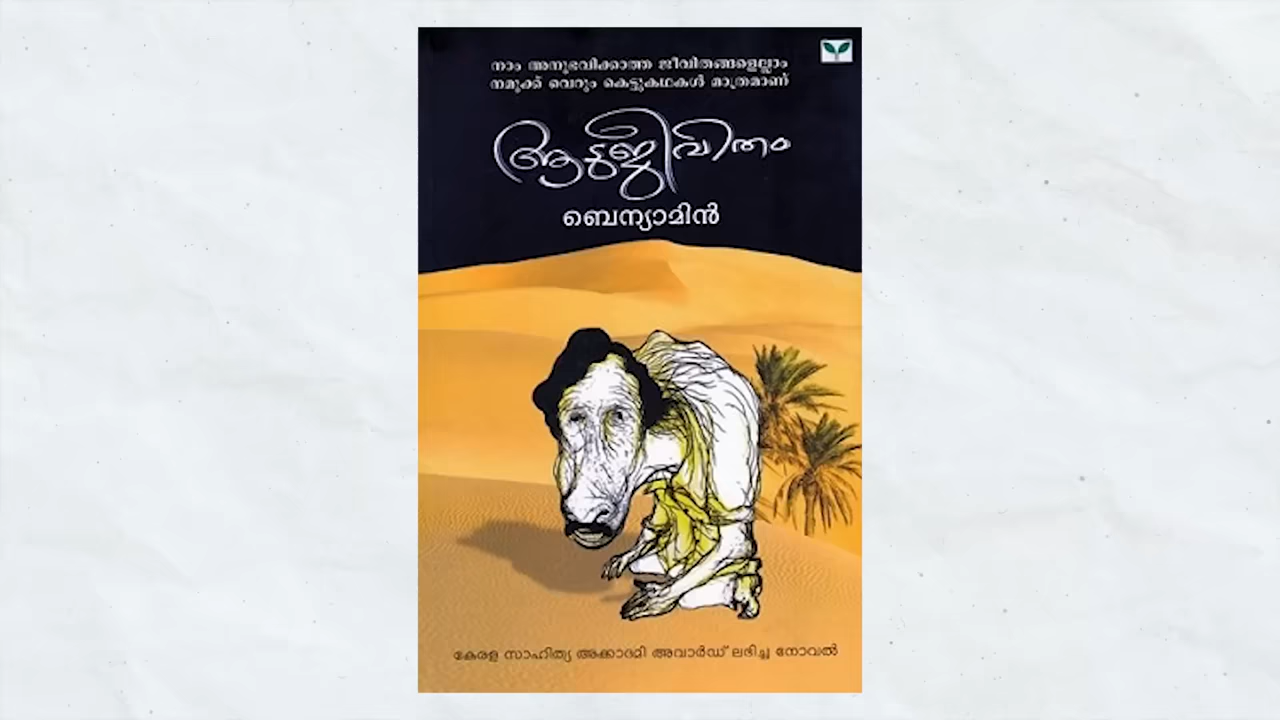 നാം അനുഭവിക്കാത്ത ജീവിതങ്ങളെല്ലാം
നമുക്ക് വെറും കെട്ടുകഥകൾ മാത്രമാണ്
ആടുജീവിതം
ബെന്യാമിൻ
കേരള സാഹിത്യ അക്കാദമി അവാർഡ് ലഭിച്ച നോവൽ